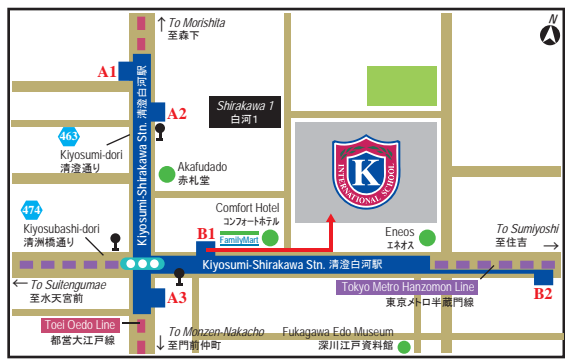 To Morishita
至森下
N
A1
A2
Kiyosumi-Shirakawa Stn. 清澄白河駅
Shirakawa 1
白河1
463
Kiyosumi-dori
清澄通り
Akafudado
赤札堂
K
INTERNATIONAL SCHOOL
474
Kiyosubashi-dori
清洲橋通り
Comfort Hotel
コンフォートホテル
B1
FamilyMart
Eneos
エネオス
To Sumiyoshi
至住吉
Kiyosumi-Shirakawa Stn. 清澄白河駅
To Suitengumae
至水天宮前
A3
Tokyo Metro Hanzomon Line
東京メトロ半蔵門線
B2
Toei Oedo Line
都営大江戸線
To Monzen-Nakacho
至門前仲町
Fukagawa Edo Museum
深川江戸資料館